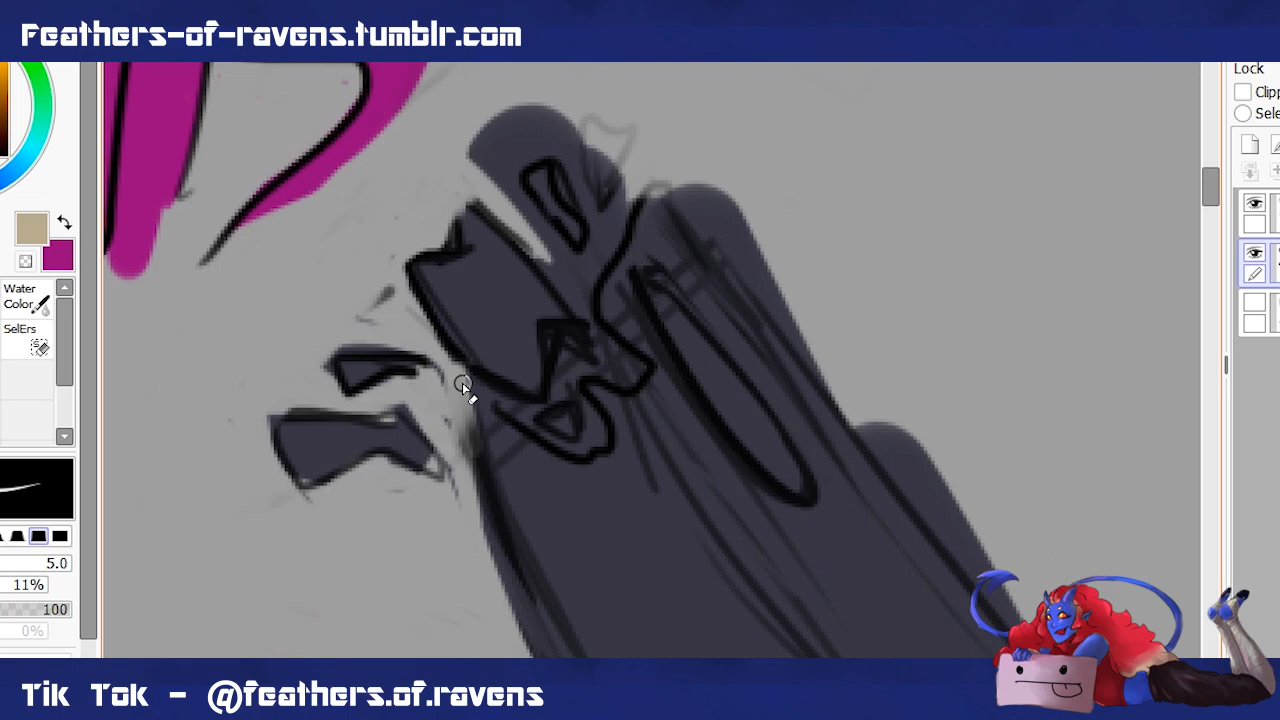 Feathers-of-ravens.tumblr.com
Lock
Clipp
Sele
Water
Color
SelErs
5.0
11%
100
0%
Tik Tok - @feathers.of.ravens